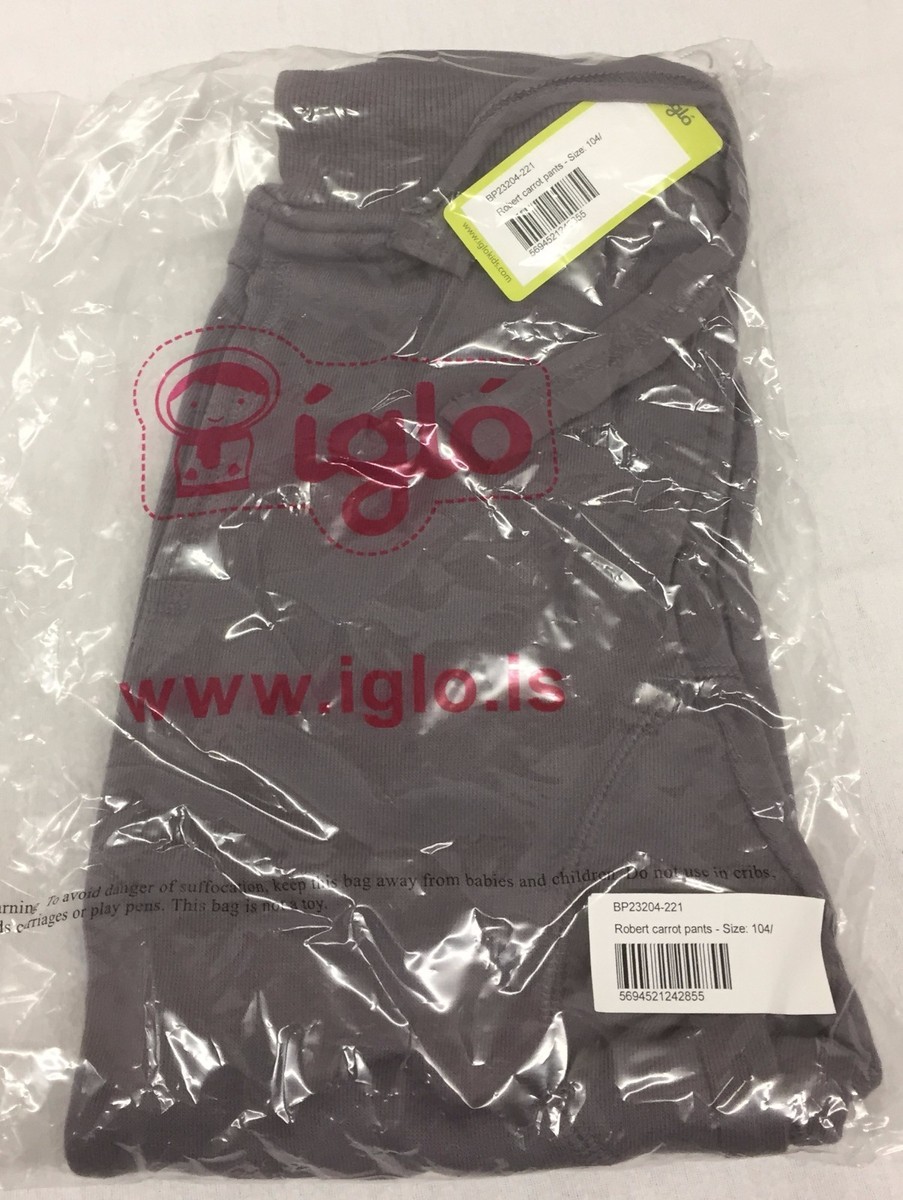 igló
BP23204-221
Robert carrot pants - Size: 104/
www.iglokids.com
ígló
www.iglo.is
To avoid danger of suffocation, keep this bag away from babies and children. Do not use in cribs,
carriages or play pens. This bag is not a toy.
BP23204-221
Robert carrot pants - Size: 104/
5694521242855